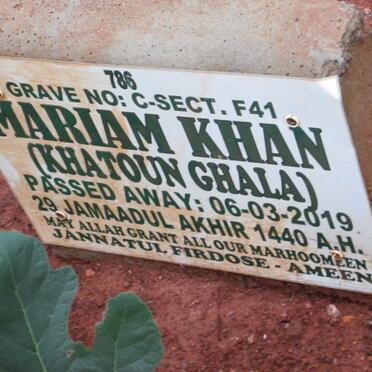 786
GRAVE NO: C-SECT. F41
MARIAM KHAN
(KHATOUN GHALA)
PASSED AWAY: 06-03-2019
29 JAMAADUL AKHIR 1440 A.H.
MAY ALLAH GRANT ALL OUR MARHOOMEEN
JANNATUL FIRDOSE - AMEEN